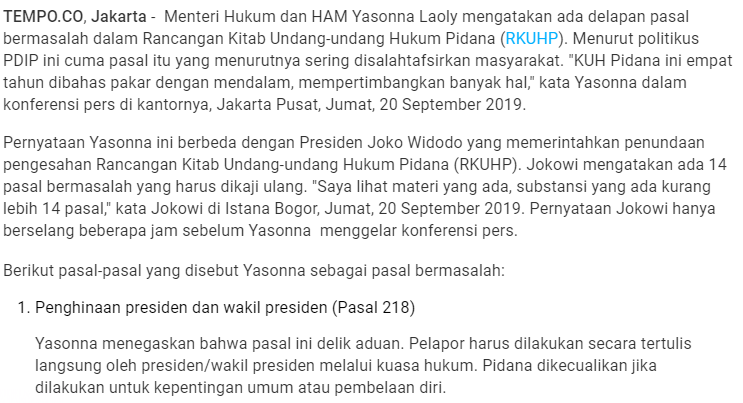 TEMPO.CO, Jakarta - Menteri Hukum dan HAM Yasonna Laoly mengatakan ada delapan pasal
bermasalah dalam Rancangan Kitab Undang-undang Hukum Pidana (RKUHP). Menurut politikus
PDIP ini cuma pasal itu yang menurutnya sering disalahtafsirkan masyarakat. "KUH Pidana ini empat
tahun dibahas pakar dengan mendalam, mempertimbangkan banyak hal," kata Yasonna dalam
konferensi pers di kantornya, Jakarta Pusat, Jumat, 20 September 2019.
Pernyataan Yasonna ini berbeda dengan Presiden Joko Widodo yang memerintahkan penundaan
pengesahan Rancangan Kitab Undang-undang Hukum Pidana (RKUHP). Jokowi mengatakan ada 14
pasal bermasalah yang harus dikaji ulang. "Saya lihat materi yang ada, substansi yang ada kurang
lebih 14 pasal," kata Jokowi di Istana Bogor, Jumat, 20 September 2019. Pernyataan Jokowi hanya
berselang beberapa jam sebelum Yasonna menggelar konferensi pers.
Berikut pasal-pasal yang disebut Yasonna sebagai pasal bermasalah:
1. Penghinaan presiden dan wakil presiden (Pasal 218)
Yasonna menegaskan bahwa pasal ini delik aduan. Pelapor harus dilakukan secara tertulis
langsung oleh presiden/wakil presiden melalui kuasa hukum. Pidana dikecualikan jika
dilakukan untuk kepentingan umum atau pembelaan diri.